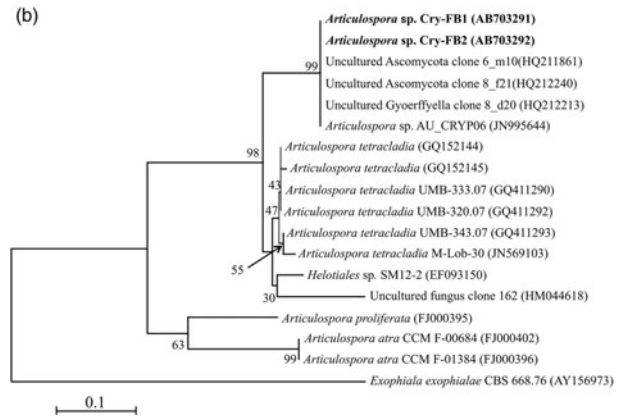 (b)
Articulospora sp. Cry-FB1 (AB703291)
Articulospora sp. Cry-FB2 (AB703292)
Uncultured Ascomycota clone 6_m10(HQ211861)
99
Uncultured Ascomycota clone 8_f21(HQ212240)
Uncultured Gyoerffyella clone 8_d20 (HQ212213)
Articulospora sp. AU_CRYP06 (JN995644)
Articulospora tetracladia (GQ152144)
98
Articulospora tetracladia (GQ152145)
43
Articulospora tetracladia UMB-333.07 (GQ411290)
47
Articulospora tetracladia UMB-320.07 (GQ411292)
Articulospora tetracladia UMB-343.07 (GQ411293)
Articulospora tetracladia M-Lob-30 (JN569103)
55
Helotiales sp. SM12-2 (EF093150)
30
Uncultured fungus clone 162 (HM044618)
Articulospora proliferata (FJ000395)
63
Articulospora atra CCM F-00684 (FJ000402)
99
Articulospora atra CCM F-01384 (FJ000396)
Exophiala exophialae CBS 668.76 (AY156973)
0.1